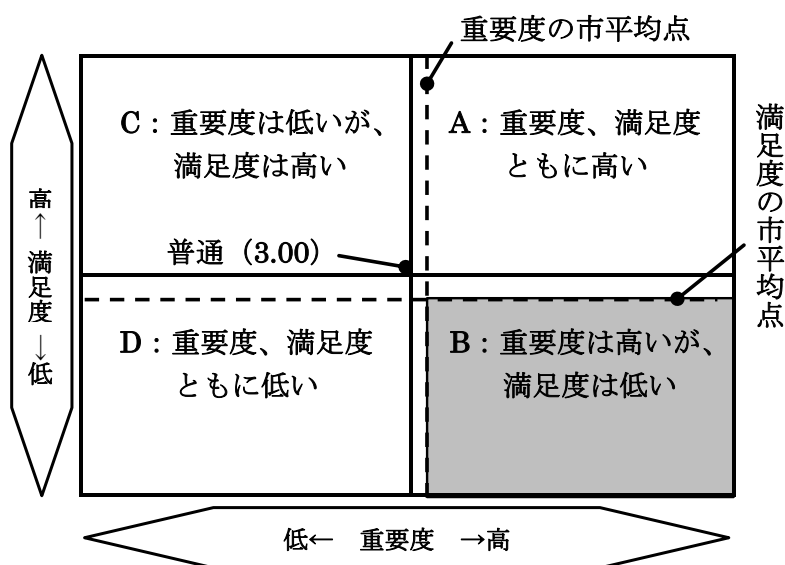 重要度の市平均点
C：重要度は低いが、
満足度は高い
A：重要度、満足度
ともに高い
満足度の市平均点
高←　満足度　→低
普通（3.00）
D：重要度、満足度
ともに低い
B：重要度は高いが、
満足度は低い
低←　重要度　→高